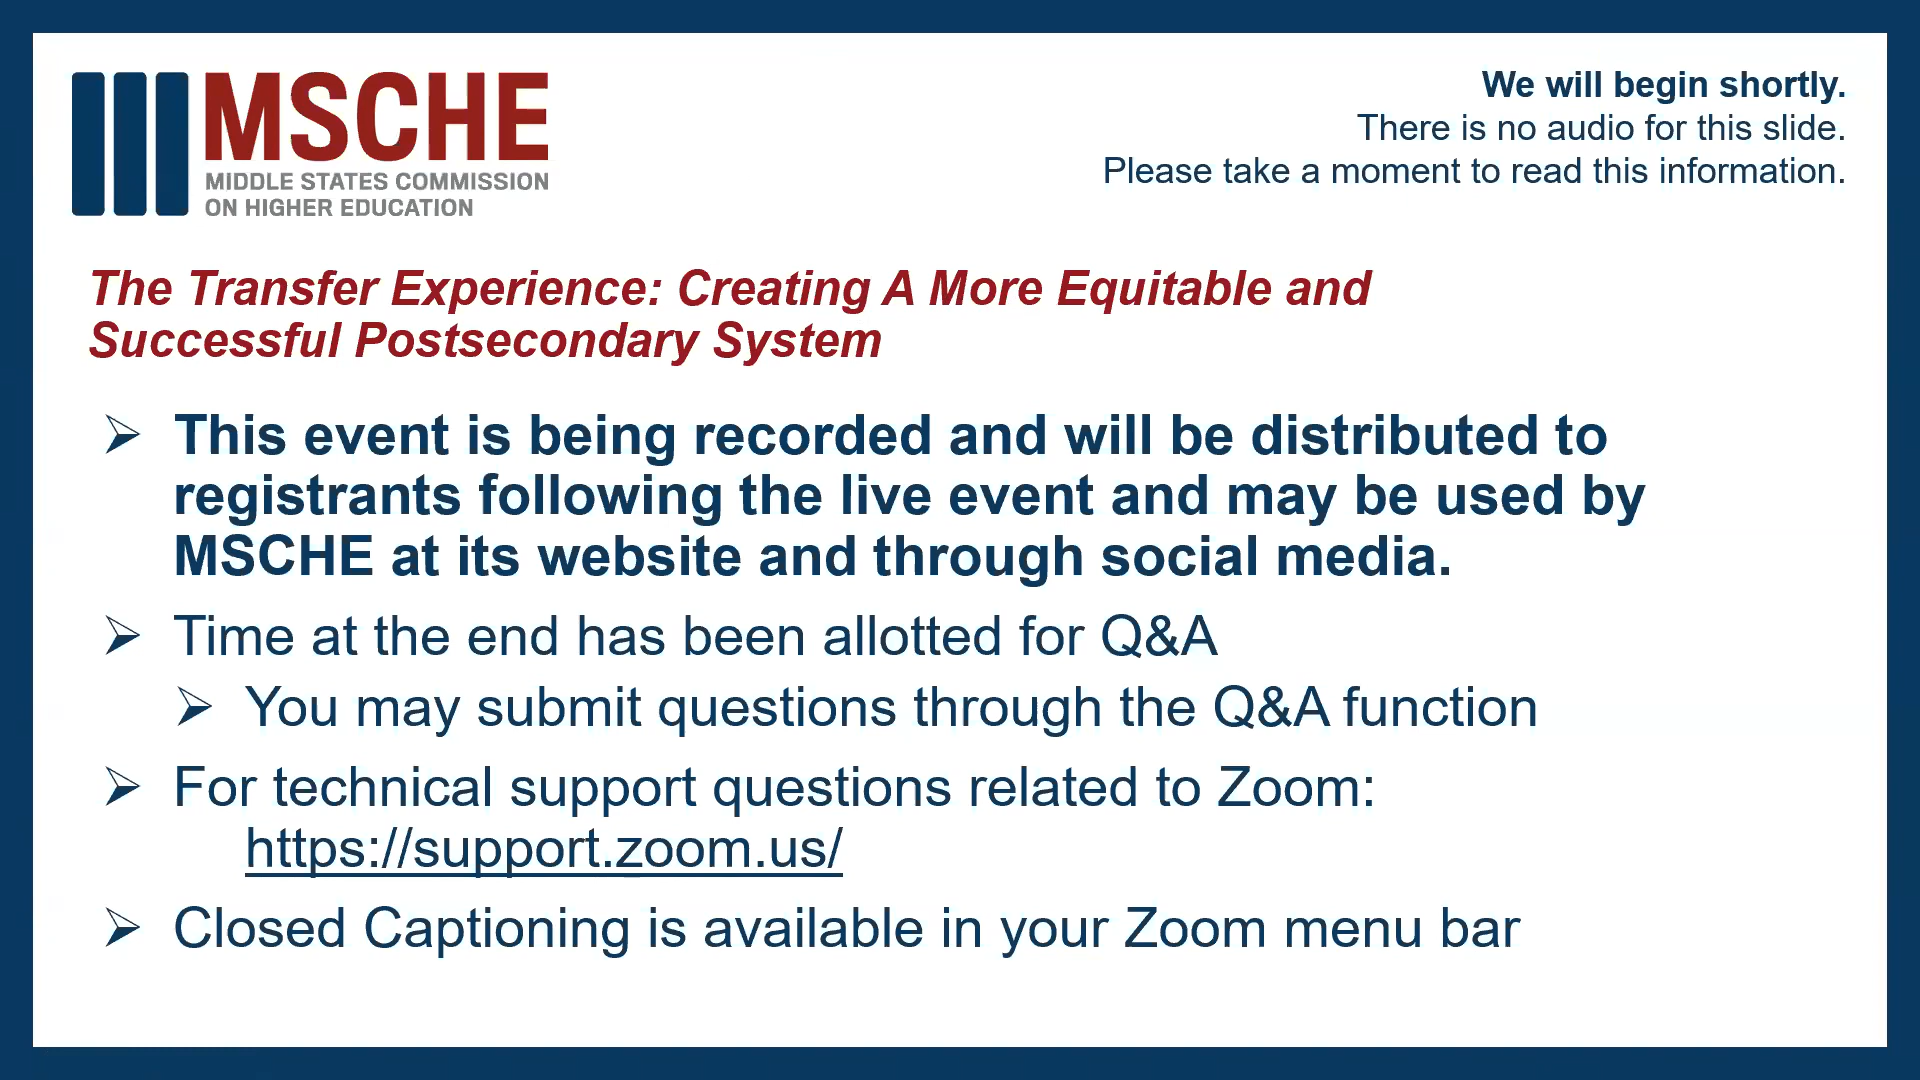 MSCHE
MIDDLE STATES COMMISSION
ON HIGHER EDUCATION
We will begin shortly.
There is no audio for this slide.
Please take a moment to read this information.
The Transfer Experience: Creating A More Equitable and
Successful Postsecondary System
➢ This event is being recorded and will be distributed to
registrants following the live event and may be used by
MSCHE at its website and through social media.
➢ Time at the end has been allotted for Q&A
➢ You may submit questions through the Q&A function
➢ For technical support questions related to Zoom:
https://support.zoom.us/
➢ Closed Captioning is available in your Zoom menu bar